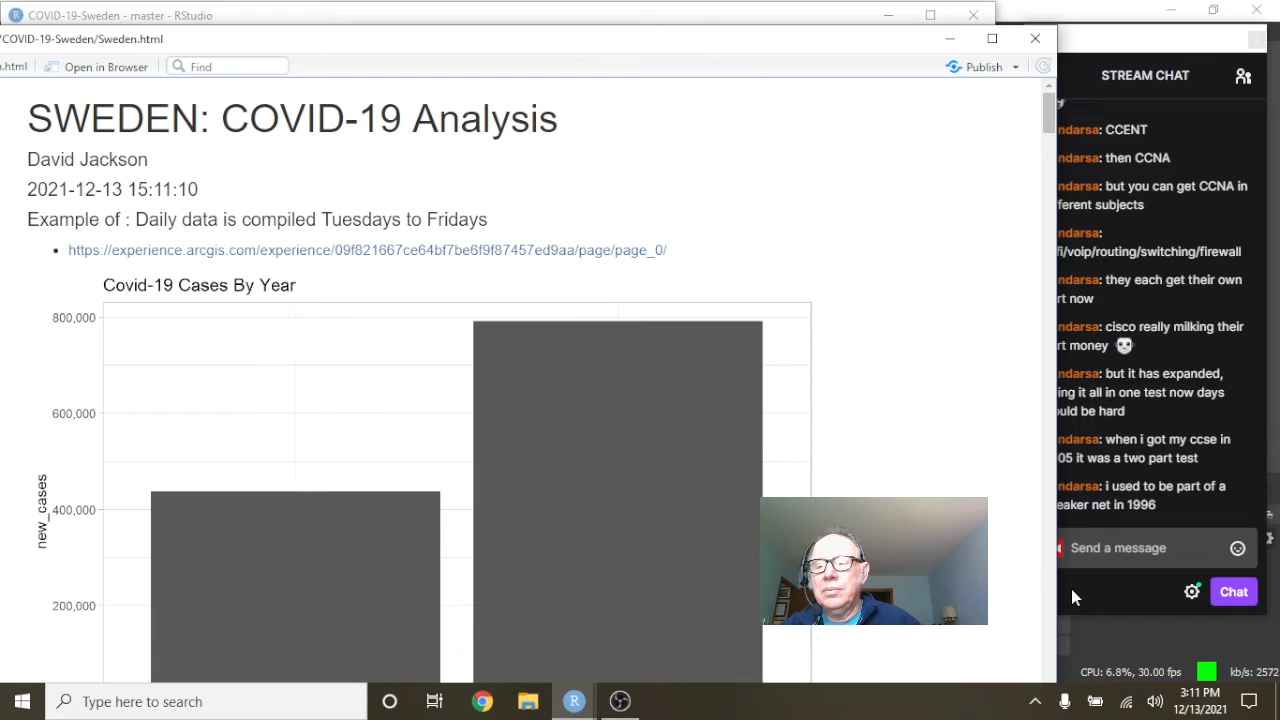 COVID-19-Sweden - master - RStudio
/COVID-19-Sweden/Sweden.html
.html
Open in Browser
Find
Publish
SWEDEN: COVID-19 Analysis
David Jackson
2021-12-13 15:11:10
Example of : Daily data is compiled Tuesdays to Fridays
https://experience.arcgis.com/experience/09f821667ce64bf7be6f9f87457ed9aa/page/page_0/
Covid-19 Cases By Year
800,000
600,000
400,000
200,000
new_cases
STREAM CHAT
ndarsa: CCENT
ndarsa: then CCNA
ndarsa: but you can get CCNA in
fferent subjects
ndarsa:
fi/voip/routing/switching/firewall
ndarsa: they each get their own
rt now
ndarsa: cisco really milking their
rt money
ndarsa: but it has expanded,
ing it all in one test now days
ould be hard
ndarsa: when i got my ccse in
05 it was a two part test
ndarsa: i used to be part of a
eaker net in 1996
Send a message
Chat
CPU: 6.8%, 30.00 fps
kb/s: 2572
Type here to search
3:11 PM
12/13/2021